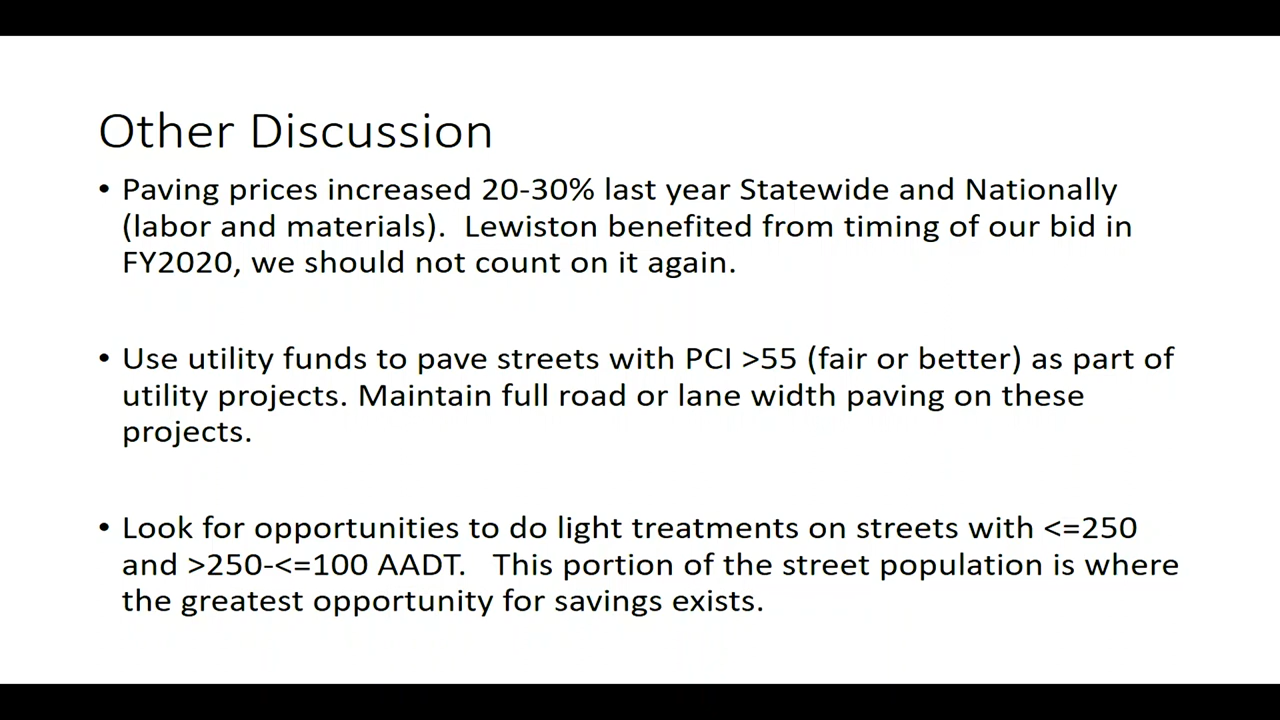 Other Discussion
• Paving prices increased 20-30% last year Statewide and Nationally
(labor and materials).  Lewiston benefited from timing of our bid in
FY2020, we should not count on it again.
• Use utility funds to pave streets with PCI >55 (fair or better) as part of
utility projects. Maintain full road or lane width paving on these
projects.
• Look for opportunities to do light treatments on streets with <=250
and >250-<=100 AADT.   This portion of the street population is where
the greatest opportunity for savings exists.